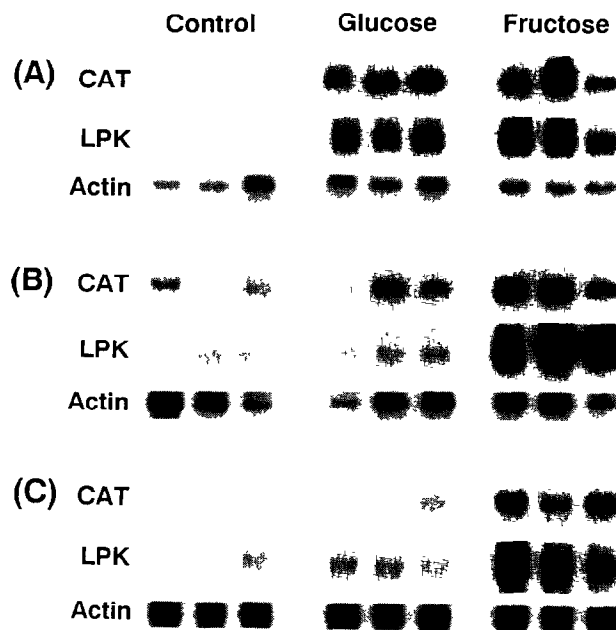 Control Glucose Fructose
(A) CAT
LPK
Actin
(B) CAT
LPK
Actin
(C) CAT
LPK
Actin